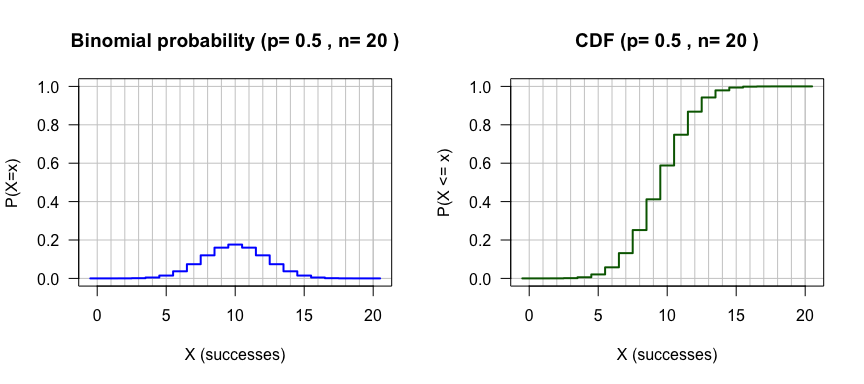 Binomial probability (p= 0.5 , n= 20 )
P(X=x)
1.0
0.8
0.6
0.4
0.2
0.0
0 5 10 15 20
X (successes)
CDF (p= 0.5 , n= 20 )
P(X <= x)
1.0
0.8
0.6
0.4
0.2
0.0
0 5 10 15 20
X (successes)